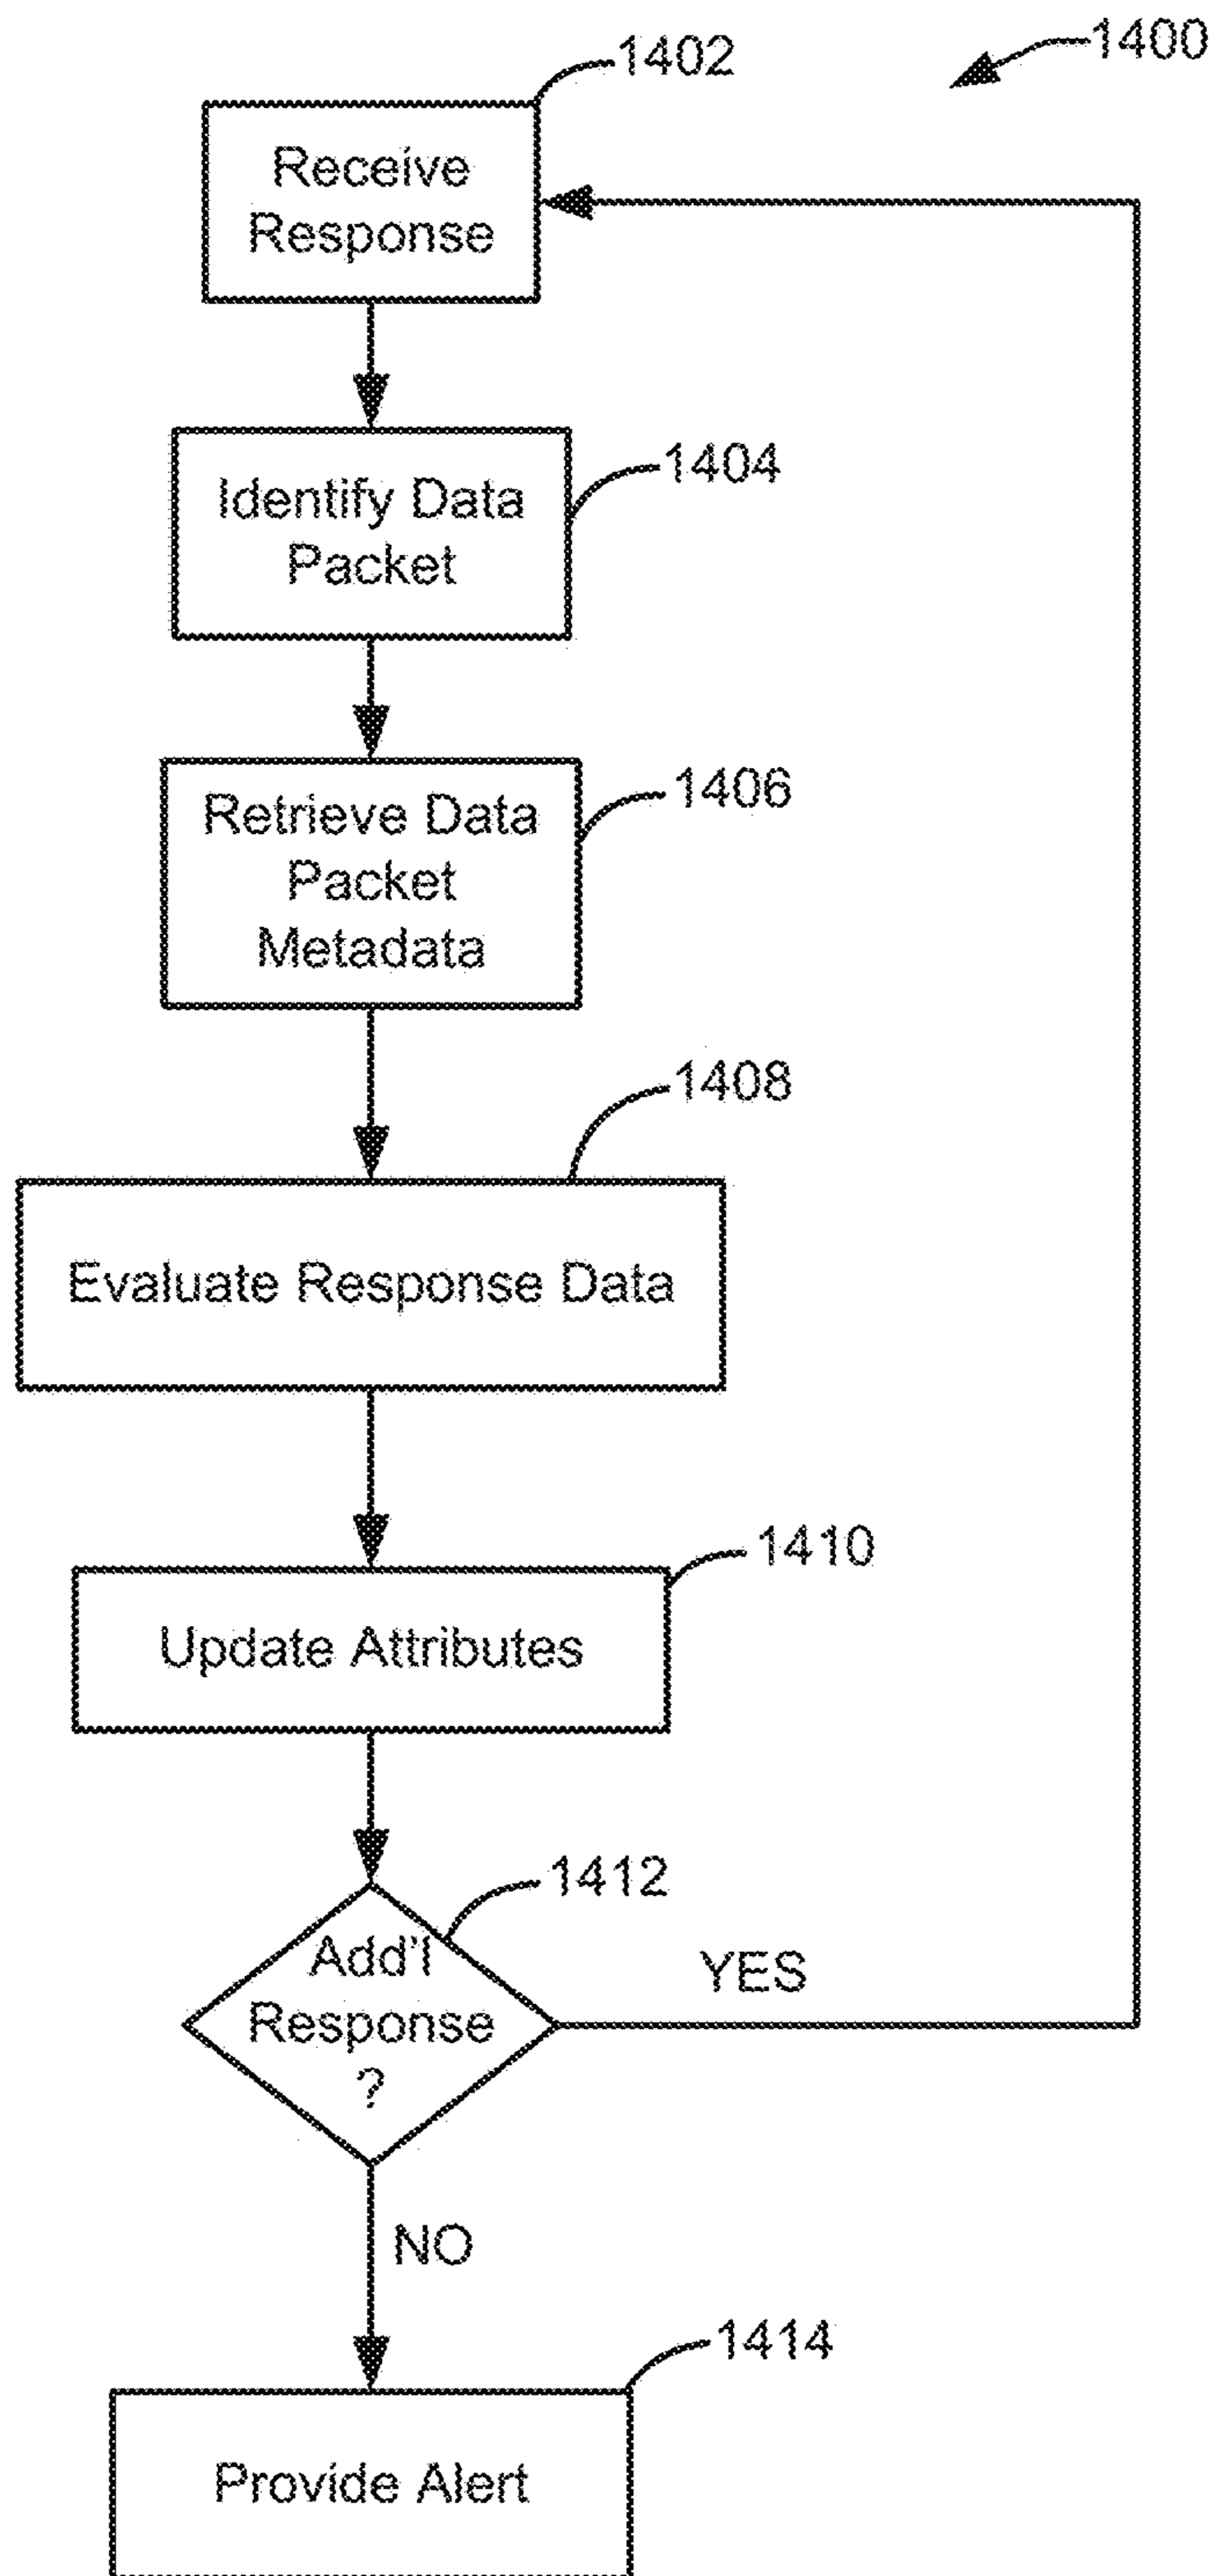 1402
1400
Receive
Response
1404
Identify Data
Packet
1406
Retrieve Data
Packet
Metadata
1408
Evaluate Response Data
1410
Update Attributes
1412
Add'l
Response
?
YES
NO
1414
Provide Alert